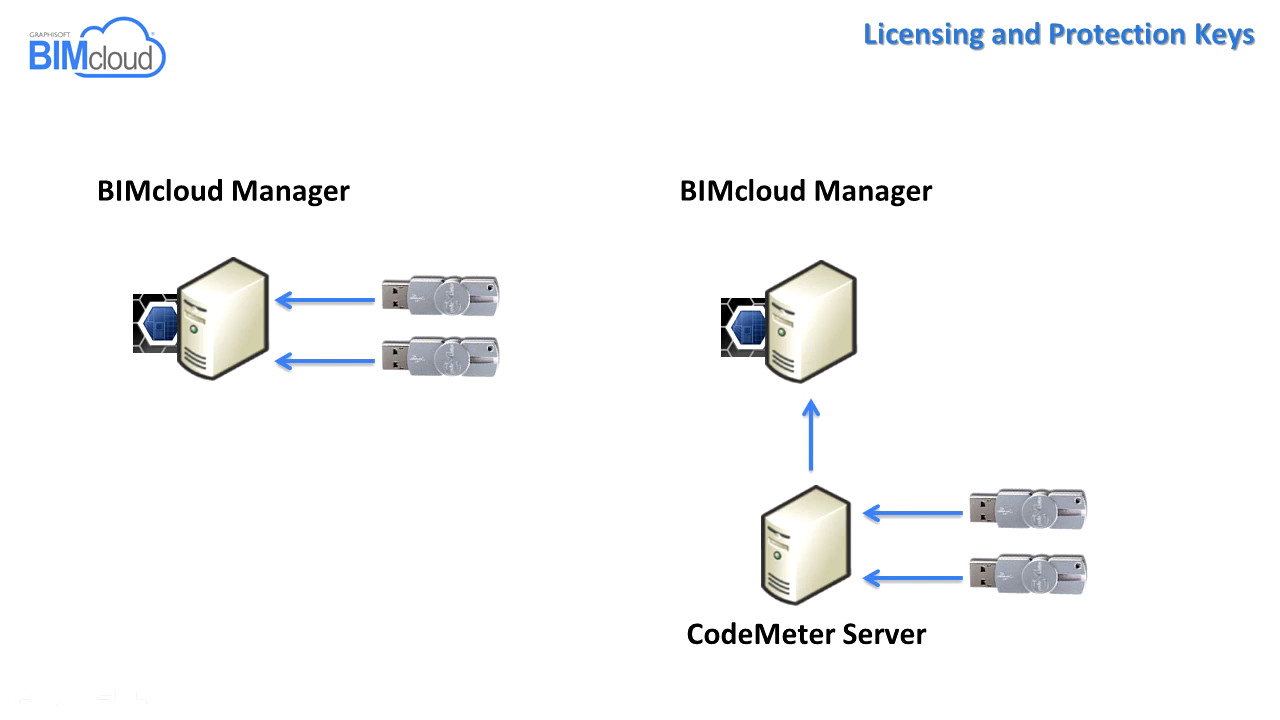 GRAPHISOFT
BIMcloud
Licensing and Protection Keys
BIMcloud Manager
BIMcloud Manager
CodeMeter Server